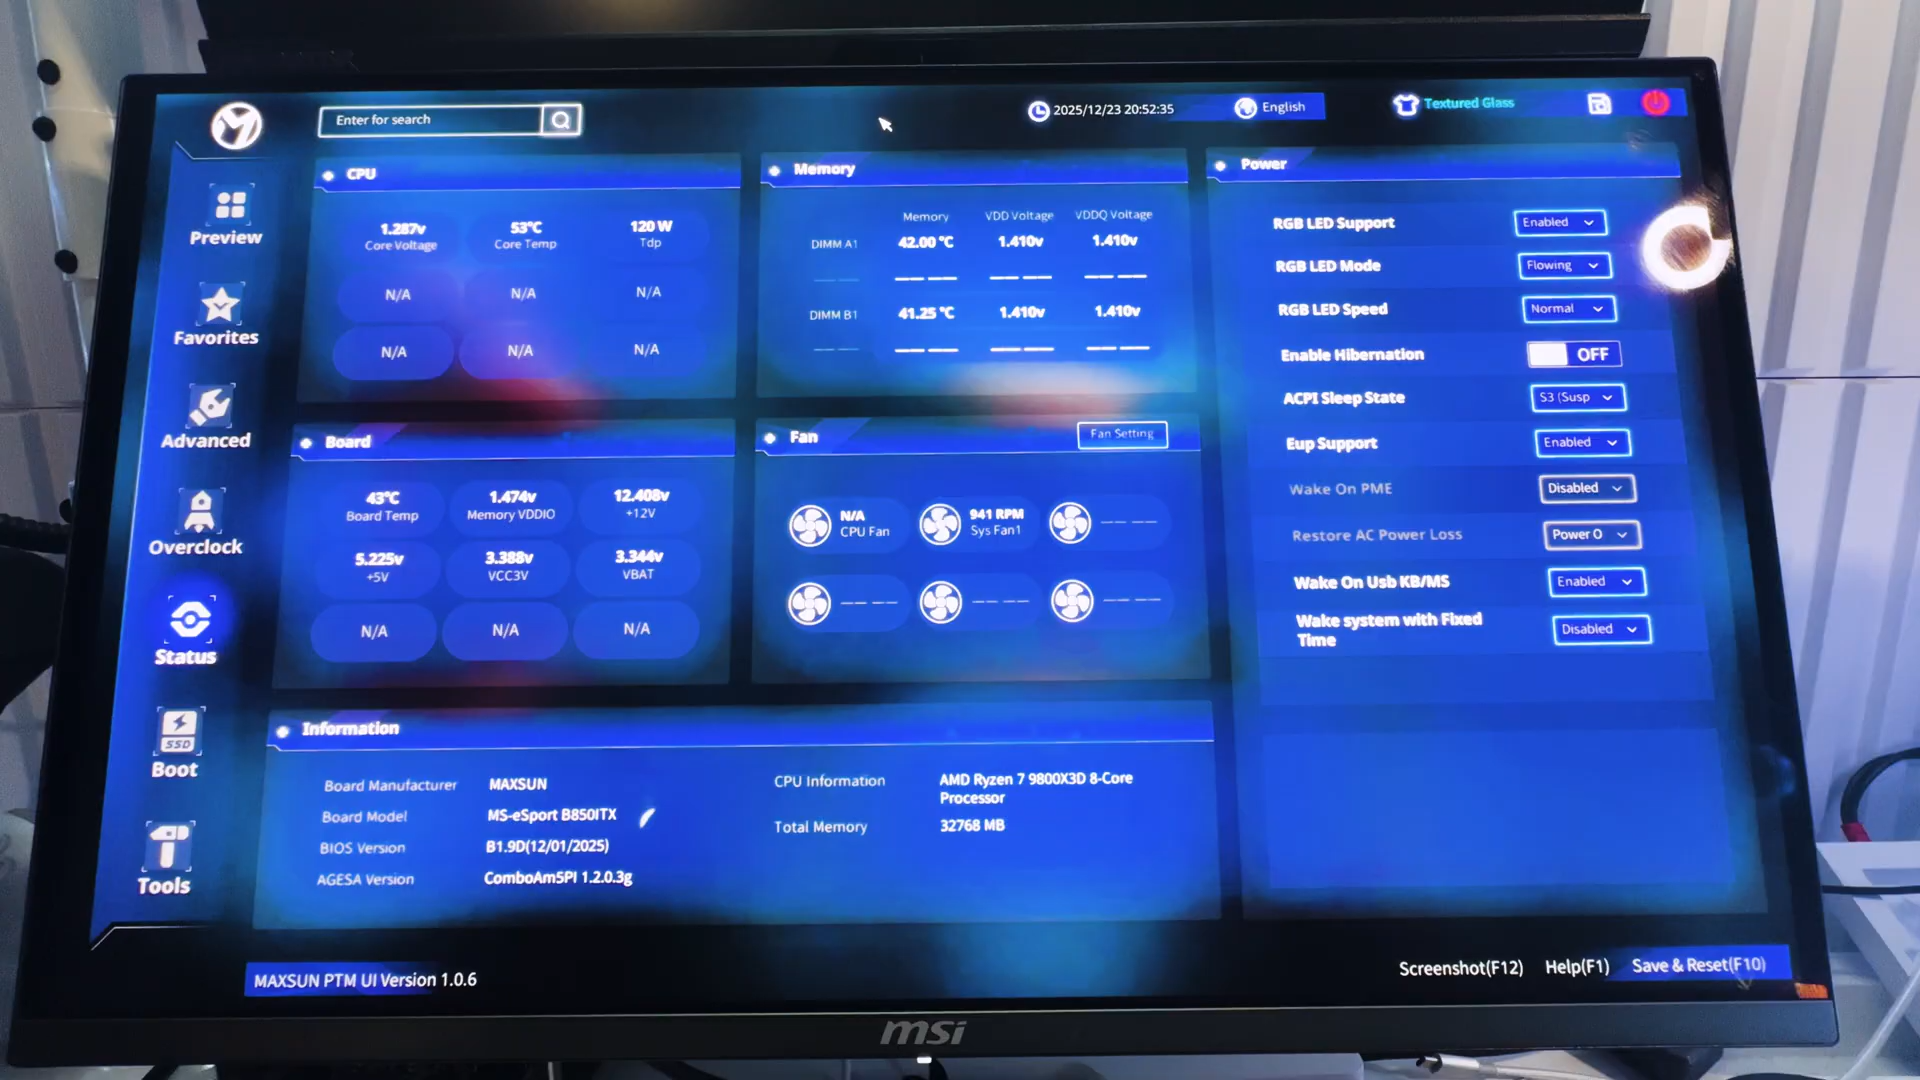 Enter for search
2025/12/23 20:52:35
English
Textured Glass
Preview
Favorites
Advanced
Overclock
Status
SSD
Boot
Tools
CPU
1.287v
Core Voltage
53°C
Core Temp
120 W
Tdp
N/A
N/A
N/A
N/A
N/A
N/A
Memory
Memory VDD Voltage VDDQ Voltage
DIMM A1 42.00 °C 1.410v 1.410v
DIMM B1 41.25 °C 1.410v 1.410v
Board
43°C
Board Temp
1.474v
Memory VDDIO
12.408v
+12V
5.225v
+5V
3.388v
VCC3V
3.344v
VBAT
N/A
N/A
N/A
Fan
Fan Setting
N/A
CPU Fan
941 RPM
Sys Fan1
Information
Board Manufacturer MAXSUN
Board Model MS-eSport B850ITX
BIOS Version B1.9D(12/01/2025)
AGESA Version ComboAm5PI 1.2.0.3g
CPU Information AMD Ryzen 7 9800X3D 8-Core
Processor
Total Memory 32768 MB
Power
RGB LED Support Enabled
RGB LED Mode Flowing
RGB LED Speed Normal
Enable Hibernation OFF
ACPI Sleep State S3 (Susp
Eup Support Enabled
Wake On PME Disabled
Restore AC Power Loss Power O
Wake On Usb KB/MS Enabled
Wake system with Fixed
Time Disabled
MAXSUN PTM UI Version 1.0.6
Screenshot(F12) Help(F1) Save & Reset(F10)
msi